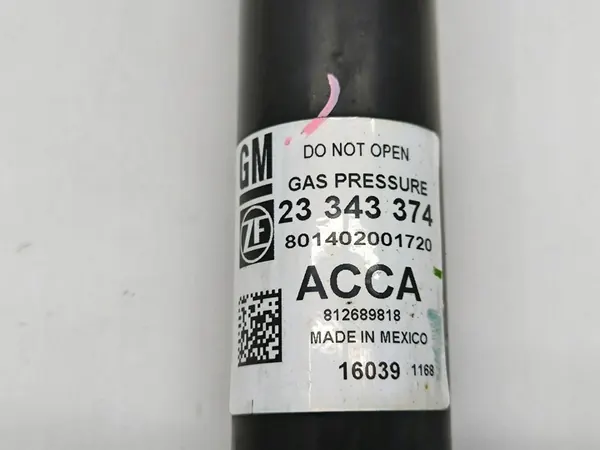 GM
DO NOT OPEN
GAS PRESSURE
23 343 374
ZF
801402001720
ACCA
812689818
MADE IN MEXICO
16039 1168